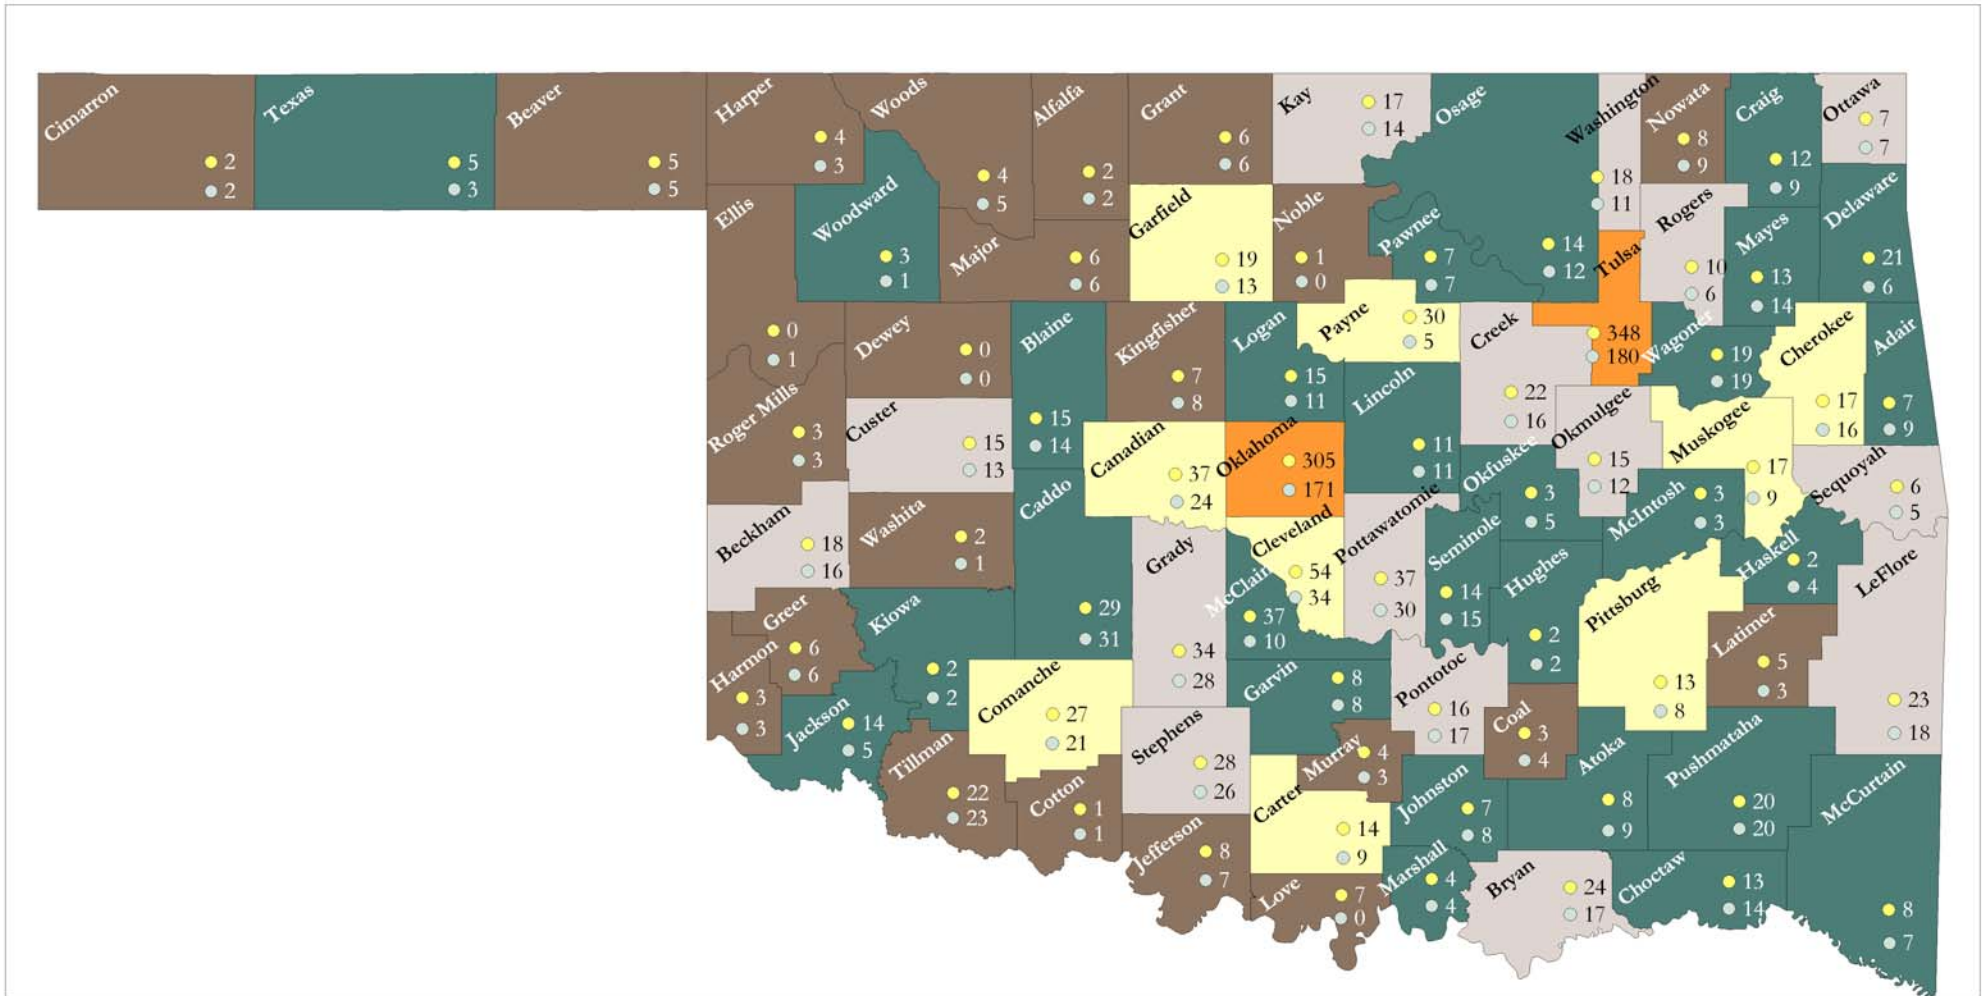 Cimarron
2
2
Texas
5
3
Beaver
5
5
Harper
4
3
Woods
4
5
Alfalfa
2
2
Grant
6
6
Kay
17
14
Osage
14
12
Washington
18
11
Nowata
8
9
Craig
12
9
Ottawa
7
7
Ellis
0
1
Woodward
3
1
Major
6
6
Garfield
19
13
Noble
1
0
Pawnee
7
7
Tulsa
348
180
Rogers
10
6
Mayes
13
14
Delaware
21
6
Roger Mills
3
3
Dewey
0
0
Blaine
15
14
Kingfisher
7
8
Logan
15
11
Payne
30
5
Creek
22
16
Wagoner
19
19
Cherokee
17
16
Adair
7
9
Custer
15
13
Canadian
37
24
Oklahoma
305
171
Lincoln
11
11
Okfuskee
3
5
Okmulgee
15
12
Muskogee
17
9
Sequoyah
6
5
Beckham
18
16
Washita
2
1
Caddo
29
31
Grady
34
28
McClain
37
10
Cleveland
54
34
Pottawatomie
37
30
Seminole
14
15
Hughes
2
2
McIntosh
3
3
Pittsburg
13
8
Haskell
2
4
Latimer
5
3
LeFlore
23
18
Greer
6
6
Harmon
3
3
Kiowa
2
2
Jackson
14
5
Comanche
27
21
Stephens
28
26
Garvin
8
8
Pontotoc
16
17
Coal
3
4
Tillman
22
23
Cotton
1
1
Jefferson
8
7
Carter
14
9
Murray
4
3
Johnston
7
8
Atoka
8
9
Pushmataha
20
20
McCurtain
8
7
Love
7
0
Marshall
4
4
Bryan
24
17
Choctaw
13
14